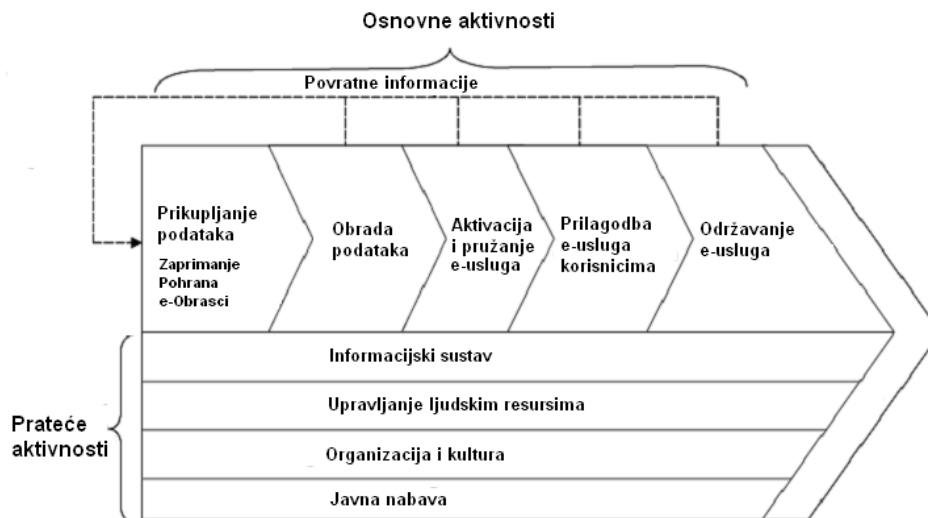 Osnovne aktivnosti
Povratne informacije
Prikupljanje
podataka
Zaprimanje
Pohrana
e-Obrasci
Obrada
podataka
Aktivacija
i pružanje
e-usluga
Prilagodba
e-usluga
korisnicima
Održavanje
e-usluga
Prateće
aktivnosti
Informacijski sustav
Upravljanje ljudskim resursima
Organizacija i kultura
Javna nabava